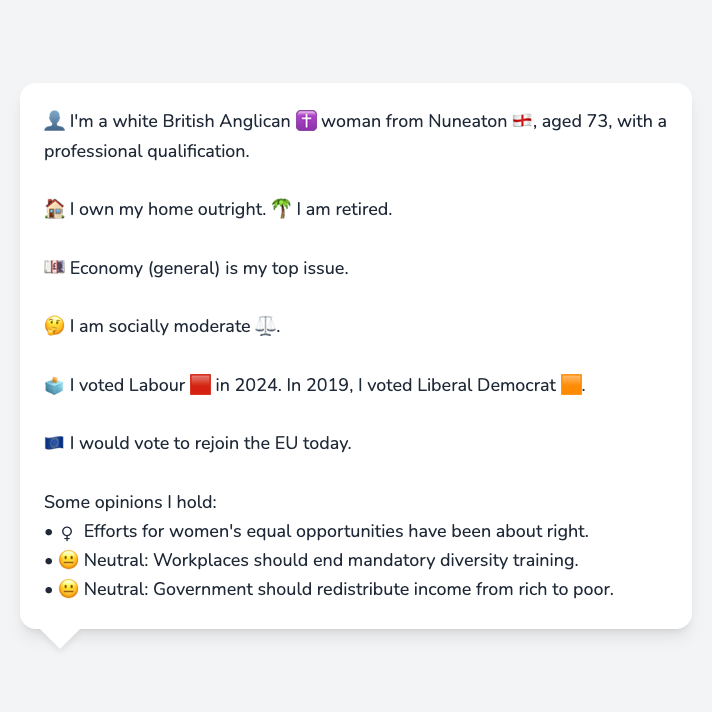 👤 I'm a white British Anglican ✝️ woman from Nuneaton 🏴󠁧󠁢󠁥󠁮󠁧󠁿, aged 73, with a
professional qualification.
🏠 I own my home outright. 🌴 I am retired.
💷 Economy (general) is my top issue.
🤔 I am socially moderate ⚖️.
🗳️ I voted Labour 🟥 in 2024. In 2019, I voted Liberal Democrat 🟧.
🇪🇺 I would vote to rejoin the EU today.
Some opinions I hold:
• ♀ Efforts for women's equal opportunities have been about right.
• 😐 Neutral: Workplaces should end mandatory diversity training.
• 😐 Neutral: Government should redistribute income from rich to poor.